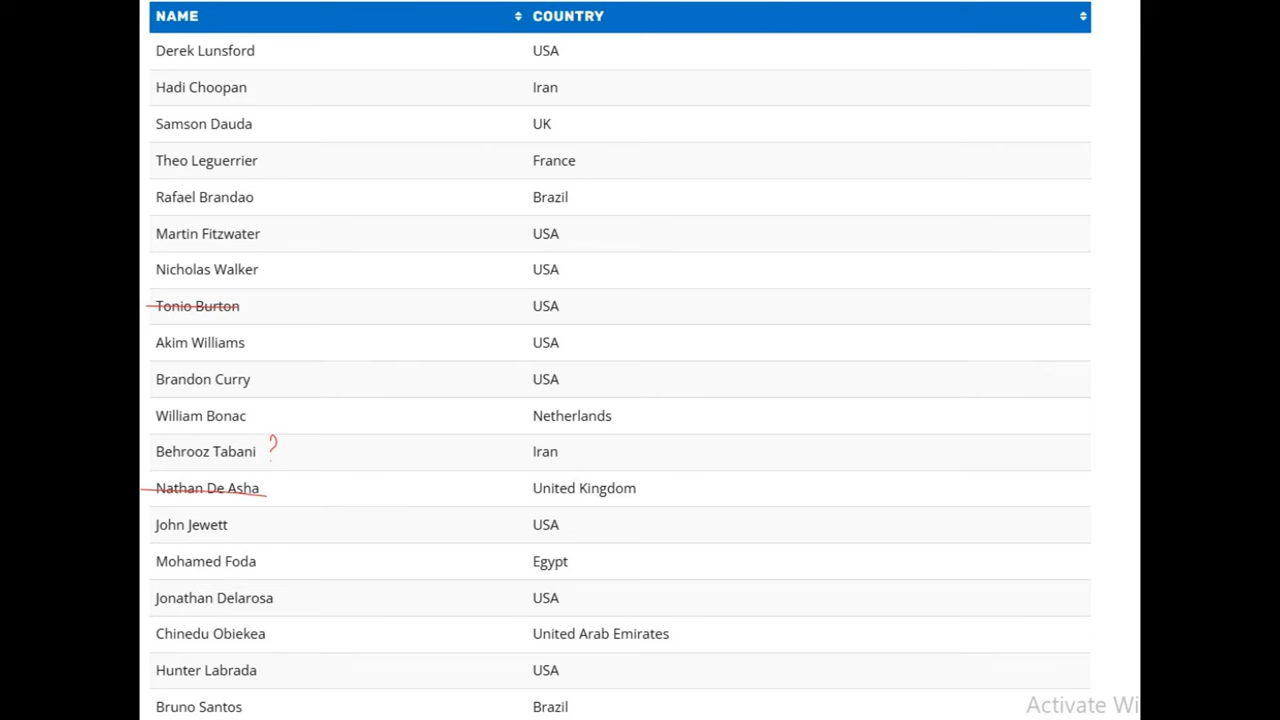 NAME COUNTRY
Derek Lunsford USA
Hadi Choopan Iran
Samson Dauda UK
Theo Leguerrier France
Rafael Brandao Brazil
Martin Fitzwater USA
Nicholas Walker USA
Tonio Burton USA
Akim Williams USA
Brandon Curry USA
William Bonac Netherlands
Behrooz Tabani ? Iran
Nathan De Asha United Kingdom
John Jewett USA
Mohamed Foda Egypt
Jonathan Delarosa USA
Chinedu Obiekea United Arab Emirates
Hunter Labrada USA
Bruno Santos Brazil
Activate Wi